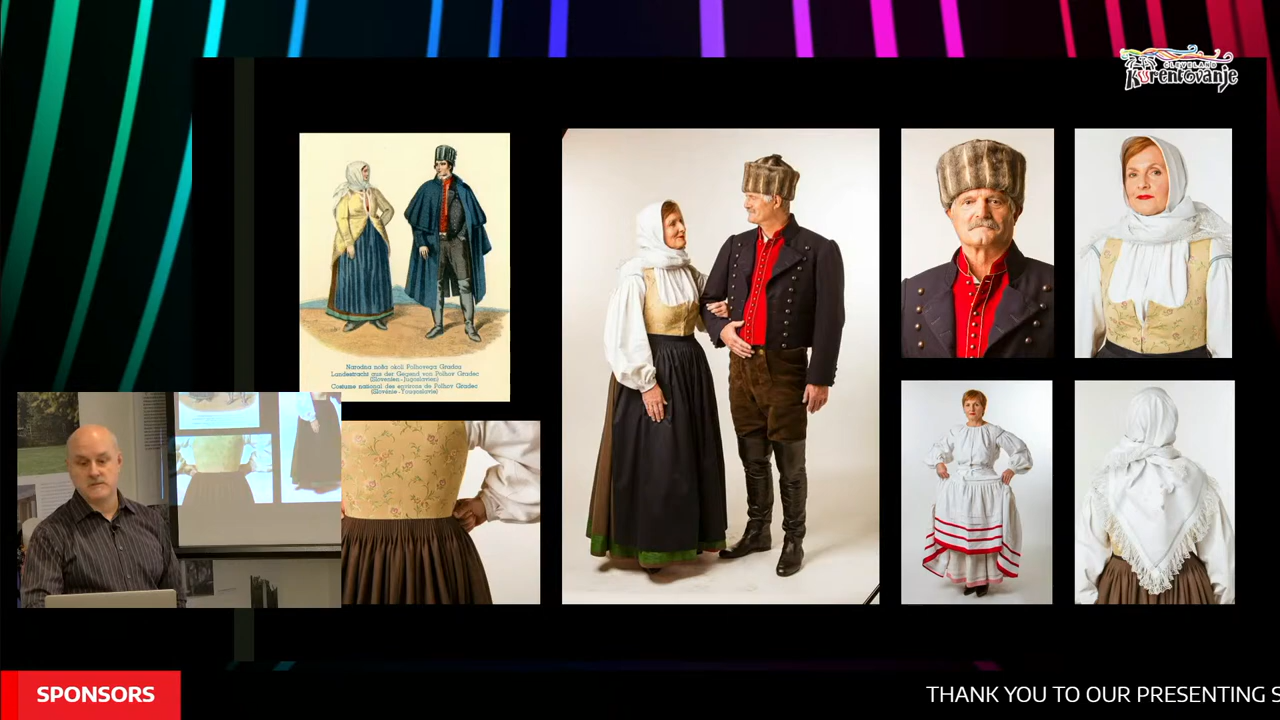 CLEVELAND
Kurentovanje
Narodna noša okoli Polhovega Gradca
Landestracht aus der Gegend von Polhov Gradec
(Slovenien-Jugoslavien)
Costume national des environs de Polhov Gradec
(Slovénie-Yougoslavie)
SPONSORS
THANK YOU TO OUR PRESENTING S